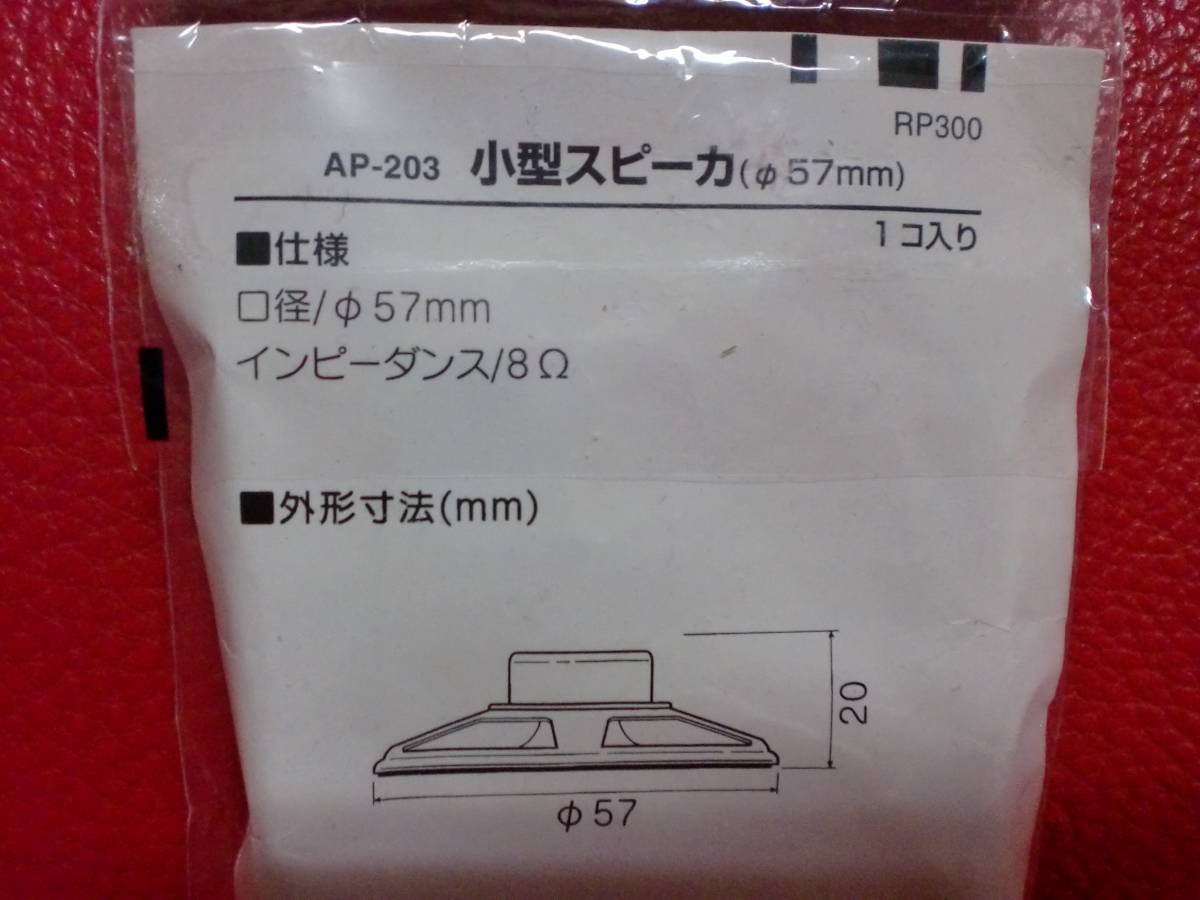 RP300
AP-203 小型スピーカ(φ57mm)
1コ入り
■仕様
口径/φ57mm
インピーダンス/8Ω
■外形寸法(mm)
20
φ57